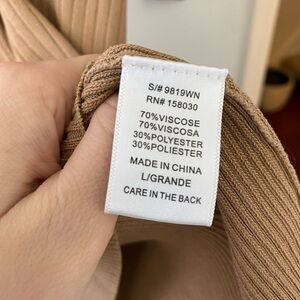 S/# 9819WN
RN# 158030
70%VISCOSE
70%VISCOSA
30%POLYESTER
30%POLIESTER
MADE IN CHINA
L/GRANDE
CARE IN THE BACK